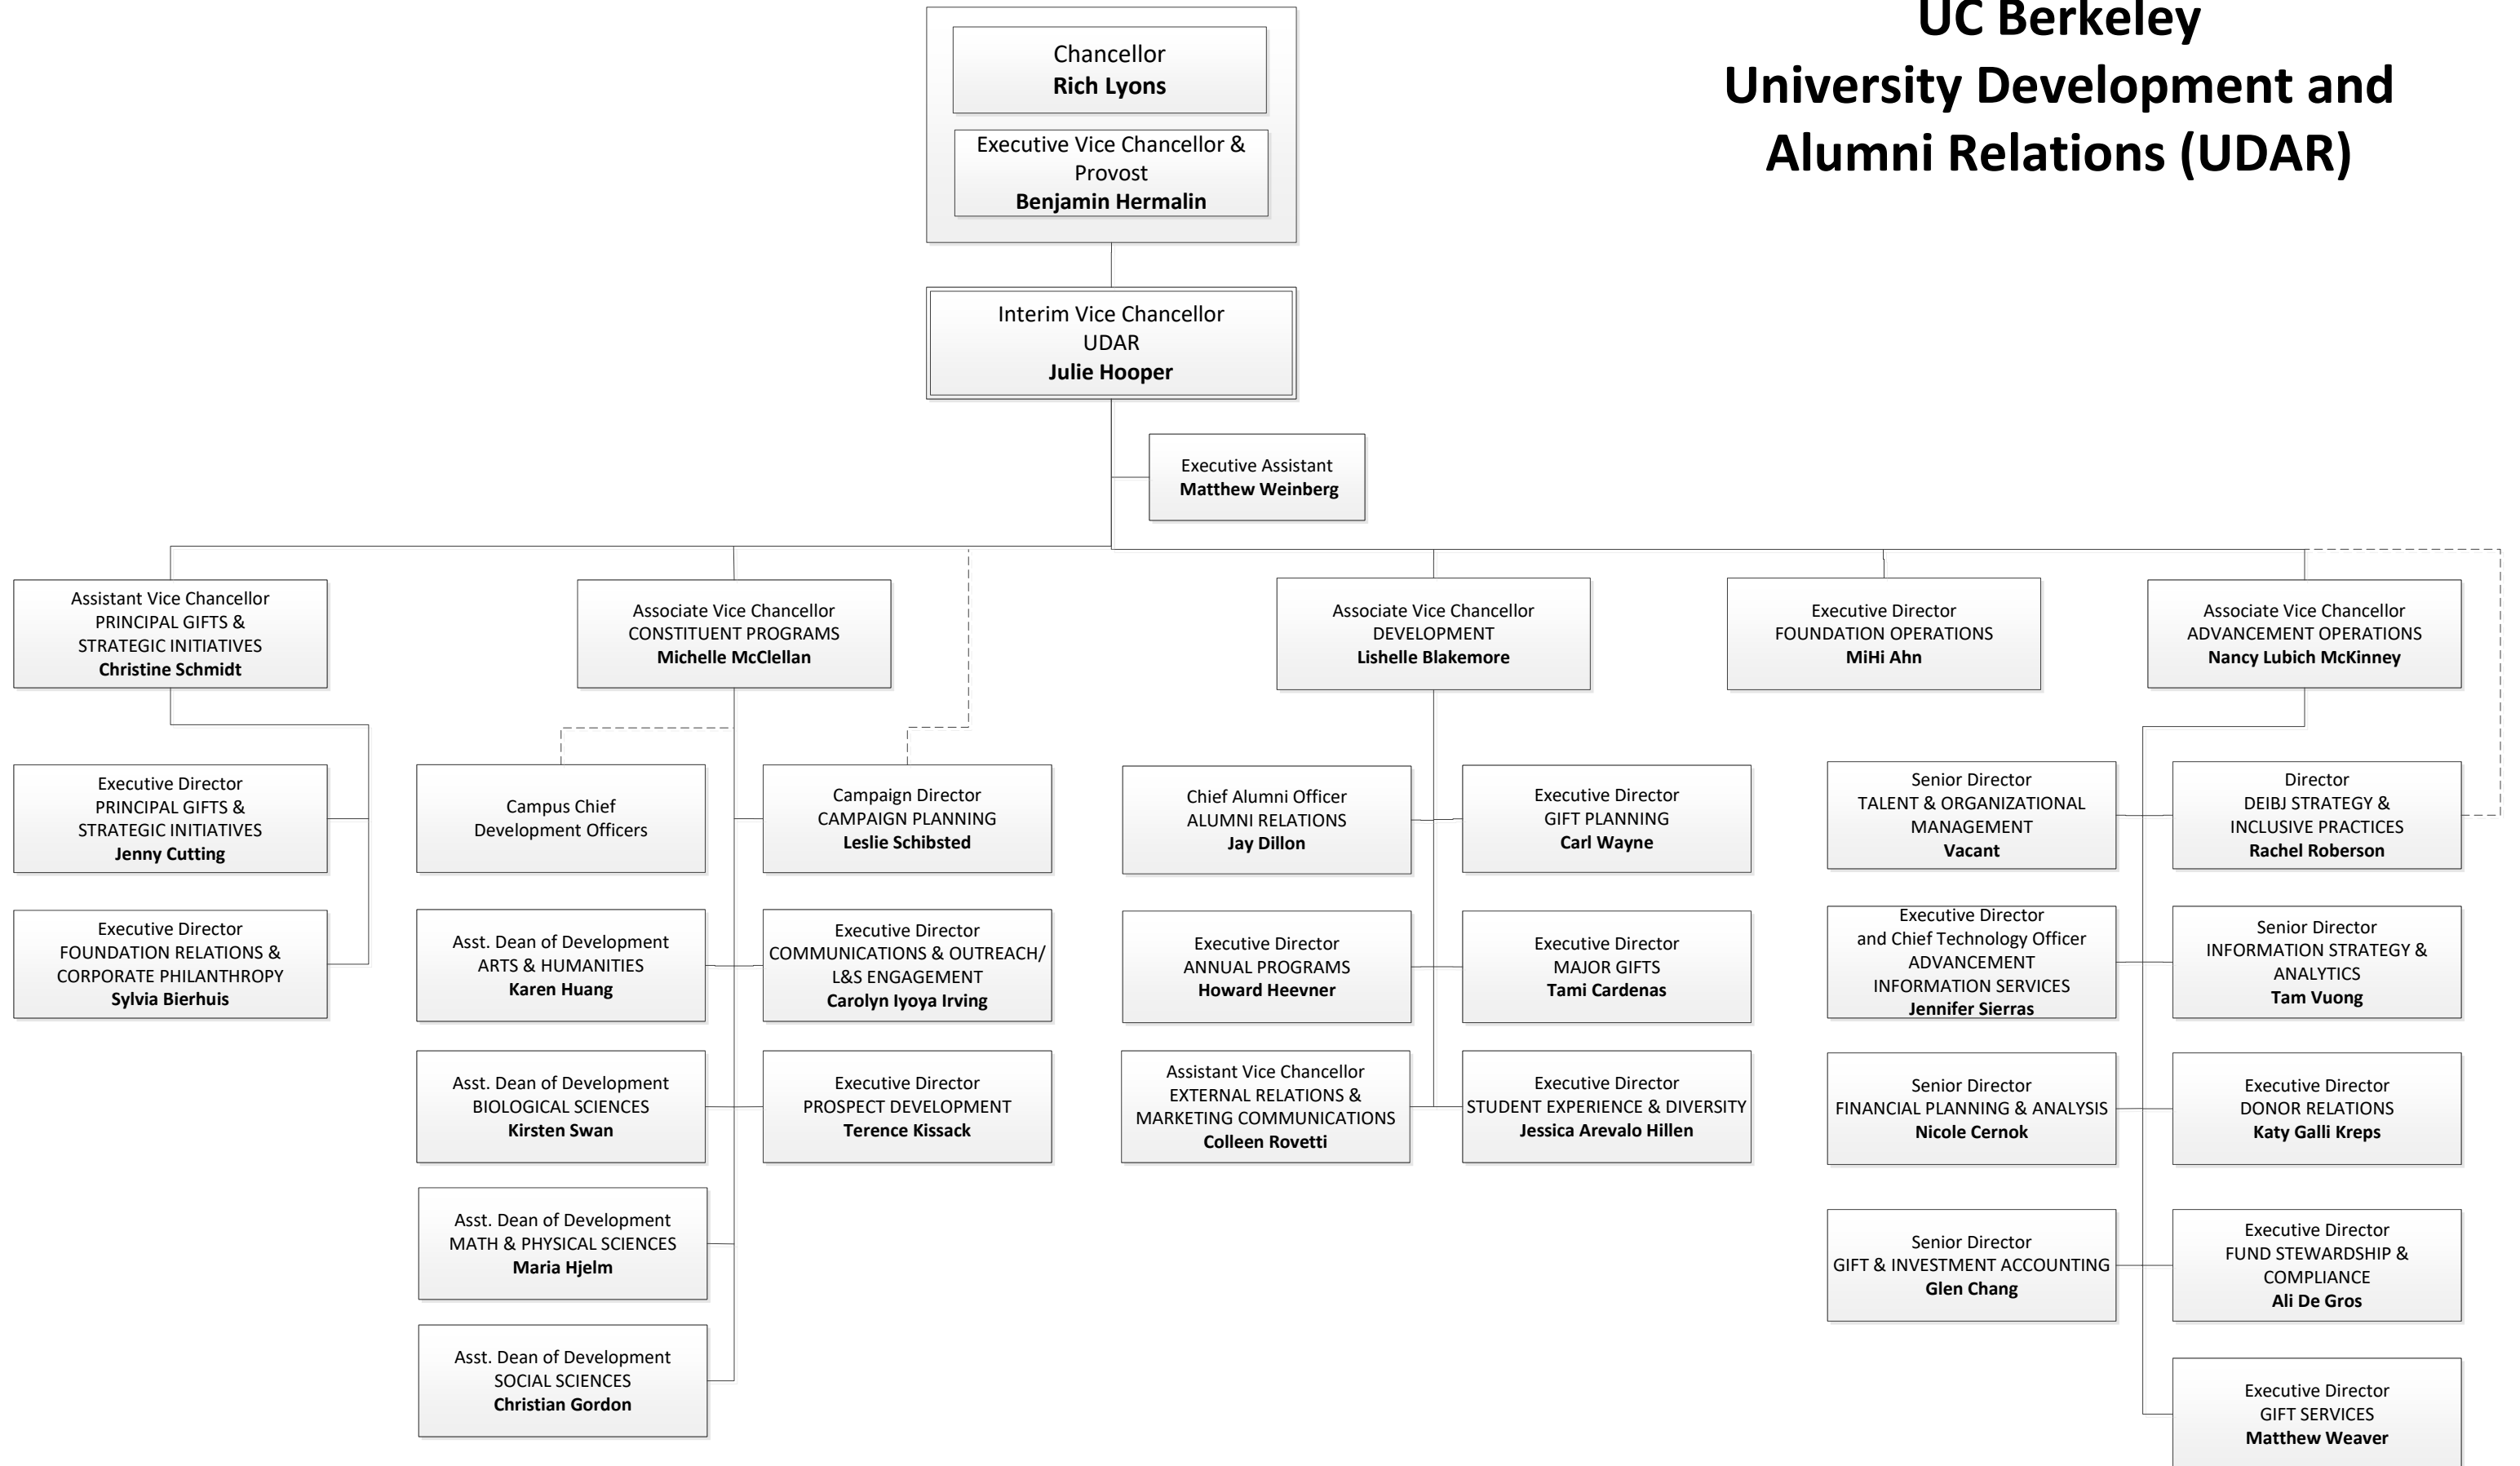 UC Berkeley
University Development and
Alumni Relations (UDAR)
Chancellor
Rich Lyons
Executive Vice Chancellor &
Provost
Benjamin Hermalin
Interim Vice Chancellor
UDAR
Julie Hooper
Executive Assistant
Matthew Weinberg
Assistant Vice Chancellor
PRINCIPAL GIFTS &
STRATEGIC INITIATIVES
Christine Schmidt
Associate Vice Chancellor
CONSTITUENT PROGRAMS
Michelle McClellan
Associate Vice Chancellor
DEVELOPMENT
Lishelle Blakemore
Executive Director
FOUNDATION OPERATIONS
MiHi Ahn
Associate Vice Chancellor
ADVANCEMENT OPERATIONS
Nancy Lubich McKinney
Executive Director
PRINCIPAL GIFTS &
STRATEGIC INITIATIVES
Jenny Cutting
Campus Chief
Development Officers
Campaign Director
CAMPAIGN PLANNING
Leslie Schibsted
Chief Alumni Officer
ALUMNI RELATIONS
Jay Dillon
Executive Director
GIFT PLANNING
Carl Wayne
Senior Director
TALENT & ORGANIZATIONAL
MANAGEMENT
Vacant
Director
DEIBJ STRATEGY &
INCLUSIVE PRACTICES
Rachel Roberson
Executive Director
FOUNDATION RELATIONS &
CORPORATE PHILANTHROPY
Sylvia Bierhuis
Asst. Dean of Development
ARTS & HUMANITIES
Karen Huang
Executive Director
COMMUNICATIONS & OUTREACH/
L&S ENGAGEMENT
Carolyn Iyoya Irving
Executive Director
ANNUAL PROGRAMS
Howard Heevner
Executive Director
MAJOR GIFTS
Tami Cardenas
Executive Director
and Chief Technology Officer
ADVANCEMENT
INFORMATION SERVICES
Jennifer Sierras
Senior Director
INFORMATION STRATEGY &
ANALYTICS
Tam Vuong
Asst. Dean of Development
BIOLOGICAL SCIENCES
Kirsten Swan
Executive Director
PROSPECT DEVELOPMENT
Terence Kissack
Assistant Vice Chancellor
EXTERNAL RELATIONS &
MARKETING COMMUNICATIONS
Colleen Rovetti
Executive Director
STUDENT EXPERIENCE & DIVERSITY
Jessica Arevalo Hillen
Senior Director
FINANCIAL PLANNING & ANALYSIS
Nicole Cernok
Executive Director
DONOR RELATIONS
Katy Galli Kreps
Asst. Dean of Development
MATH & PHYSICAL SCIENCES
Maria Hjelm
Senior Director
GIFT & INVESTMENT ACCOUNTING
Glen Chang
Executive Director
FUND STEWARDSHIP &
COMPLIANCE
Ali De Gros
Asst. Dean of Development
SOCIAL SCIENCES
Christian Gordon
Executive Director
GIFT SERVICES
Matthew Weaver